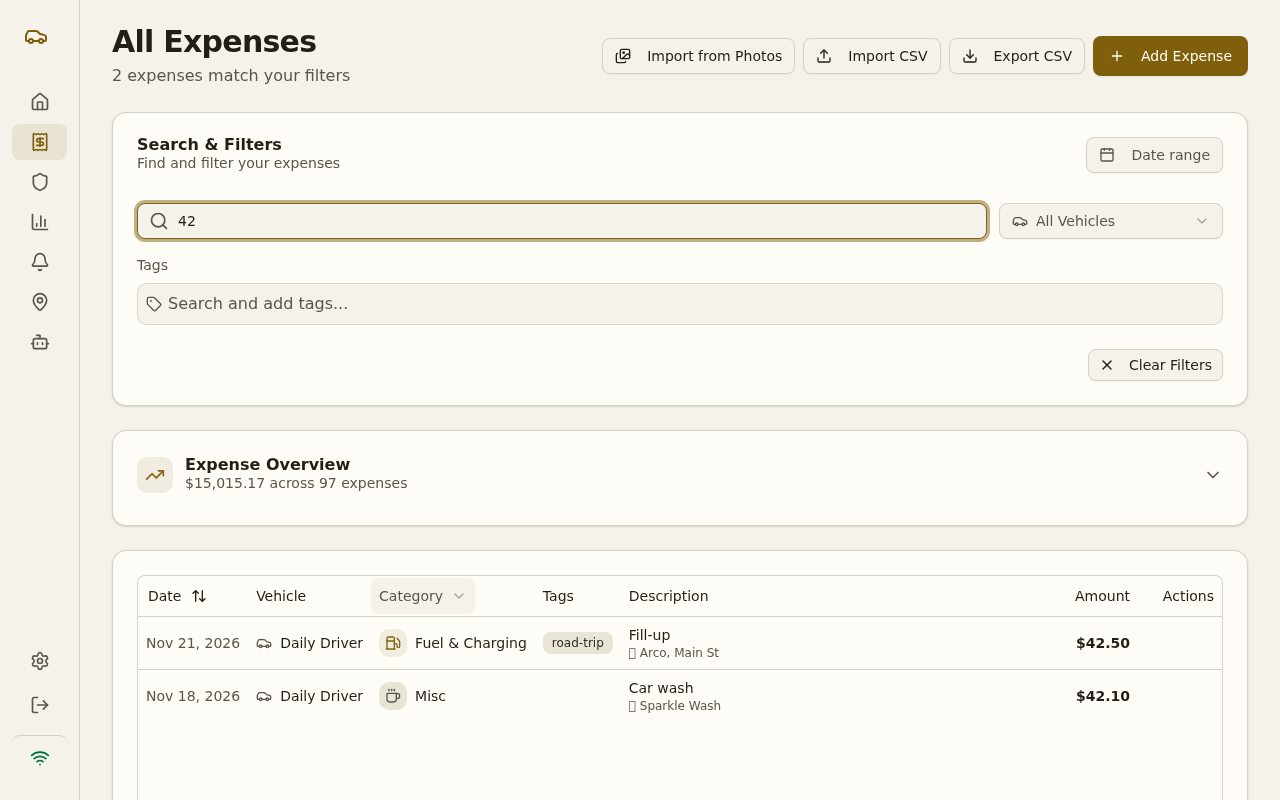 All Expenses
2 expenses match your filters
Import from Photos
Import CSV
Export CSV
Add Expense
Search & Filters
Find and filter your expenses
Date range
42
All Vehicles
Tags
Search and add tags...
Clear Filters
Expense Overview
$15,015.17 across 97 expenses
Date Vehicle Category Tags Description Amount Actions
Nov 21, 2026 Daily Driver Fuel & Charging road-trip Fill-up $42.50
Arco, Main St
Nov 18, 2026 Daily Driver Misc Car wash $42.10
Sparkle Wash